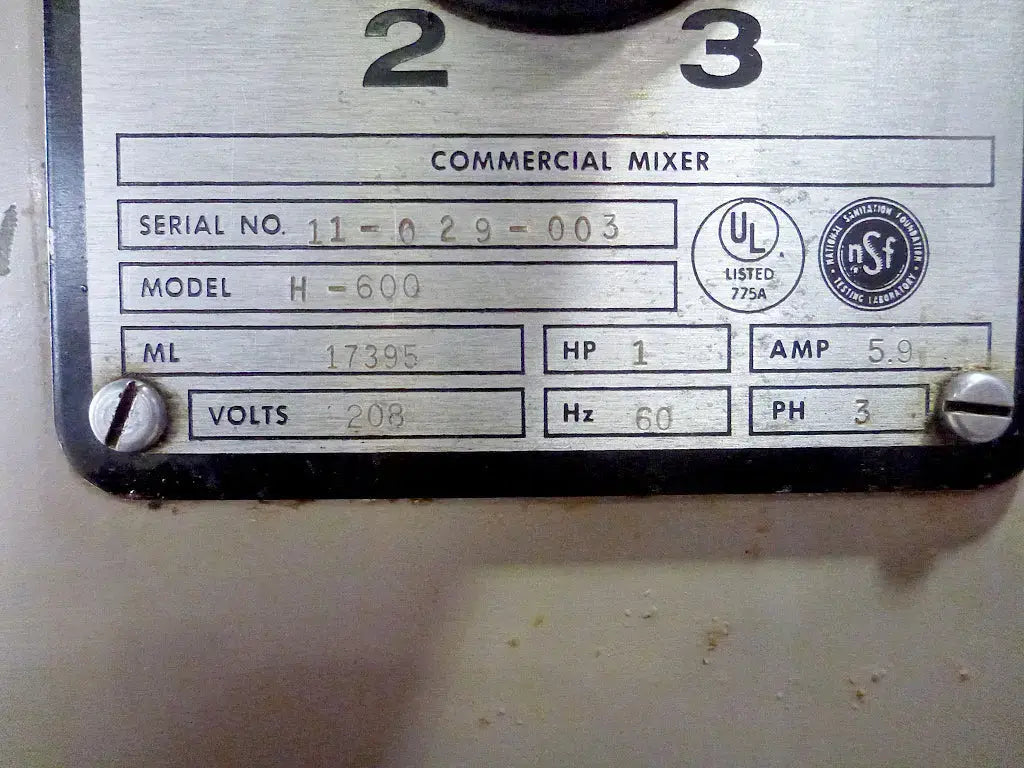 2 3
COMMERCIAL MIXER
SERIAL NO. 11-029-003
MODEL H-600
UL
LISTED
775A
NATIONAL SANITATION FOUNDATION
nsf
TESTING LABORATORY
ML 17395
HP 1
AMP 5.9
VOLTS 208
Hz 60
PH 3